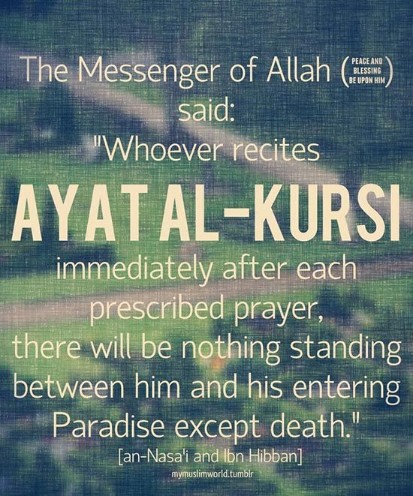 The Messenger of Allah (PEACE AND BLESSING BE UPON HIM)
said:
"Whoever recites
AYAT AL-KURSI
immediately after each
prescribed prayer,
there will be nothing standing
between him and his entering
Paradise except death."
[an-Nasa'i and Ibn Hibban]
mymuslimworld.tumblr